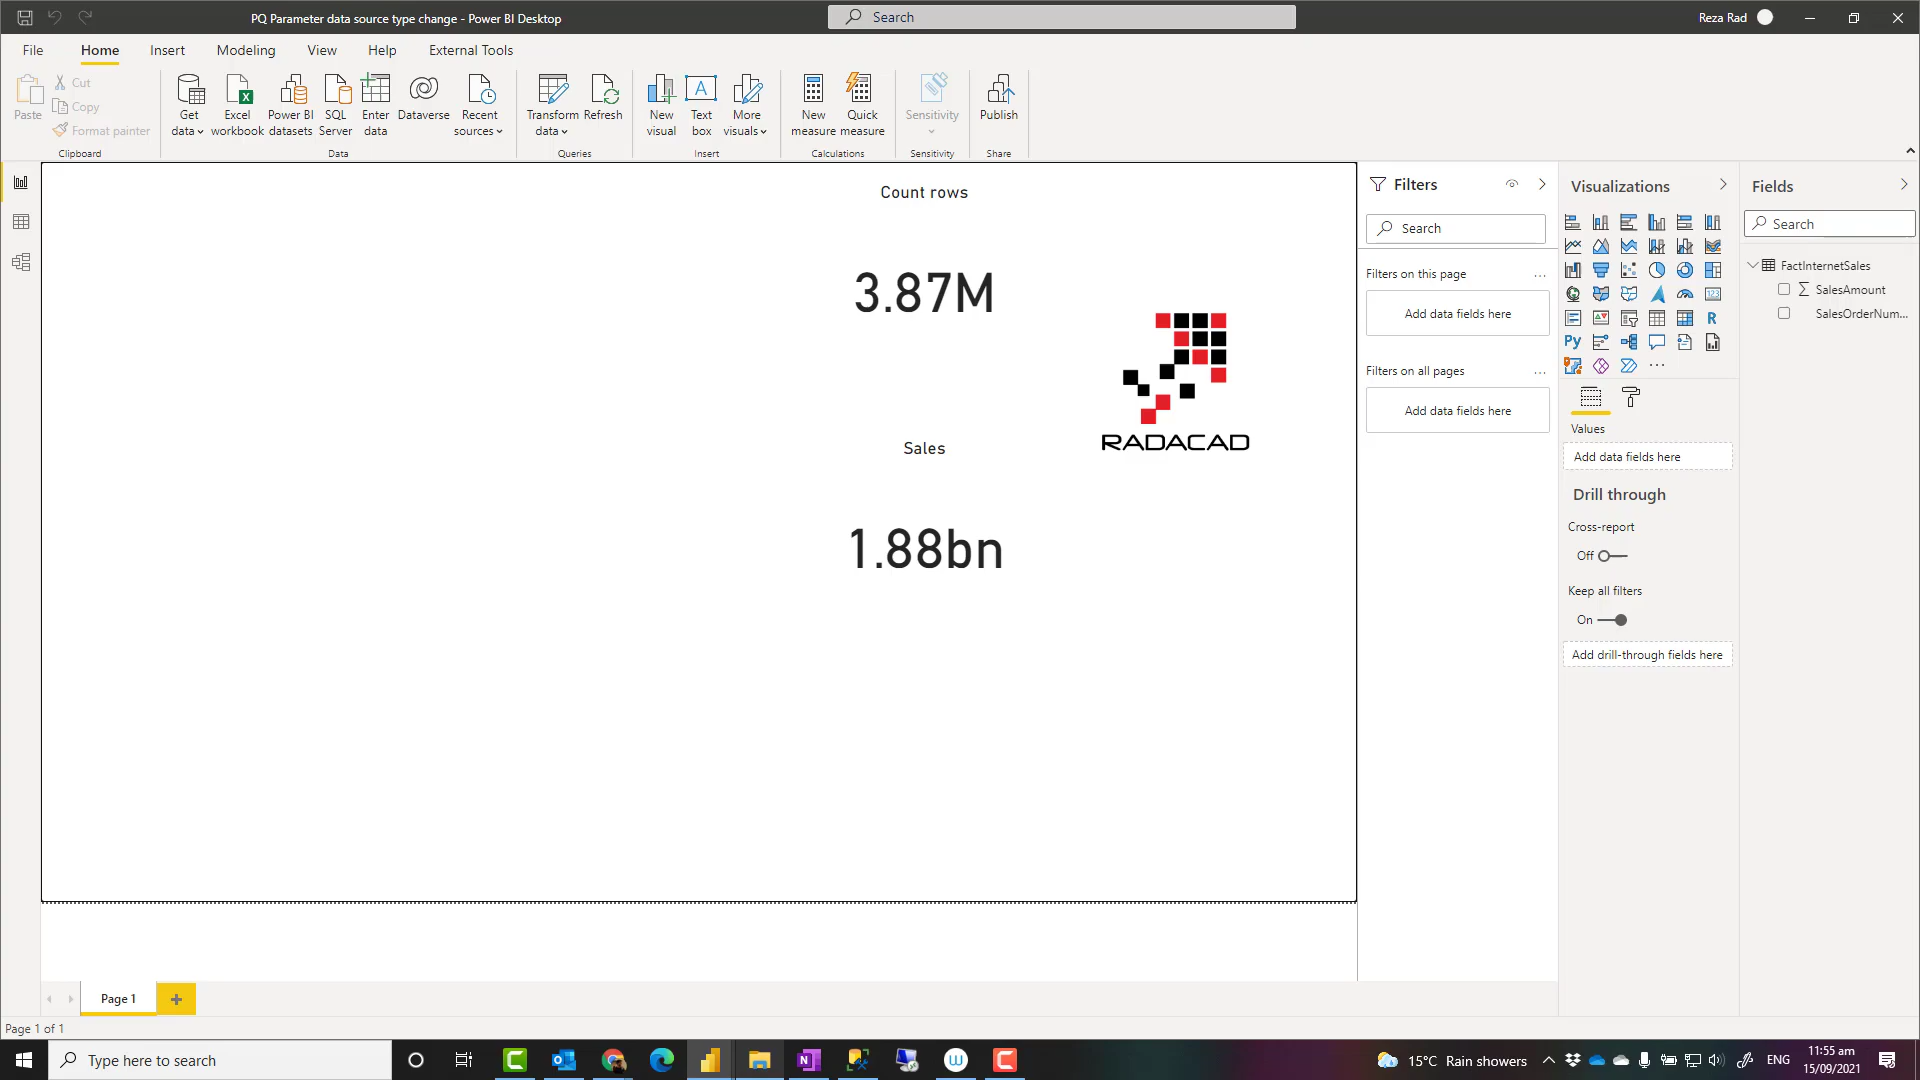 PQ Parameter data source type change - Power BI Desktop
Search
Reza Rad
File
Home
Insert
Modeling
View
Help
External Tools
Paste
Cut
Copy
Format painter
Clipboard
Get data
Excel workbook
Power BI datasets
SQL Server
Enter data
Dataverse
Recent sources
Data
Transform data
Refresh
Queries
New visual
Text box
More visuals
Insert
New measure
Quick measure
Calculations
Sensitivity
Sensitivity
Publish
Share
Count rows
3.87M
RADACAD
Sales
1.88bn
Filters
Search
Filters on this page
...
Add data fields here
Filters on all pages
...
Add data fields here
Visualizations
R
Py
...
Values
Add data fields here
Drill through
Cross-report
Off
Keep all filters
On
Add drill-through fields here
Fields
Search
FactInternetSales
∑ SalesAmount
SalesOrderNum...
Page 1
Page 1 of 1
Type here to search
15°C Rain showers
ENG
11:55 am
15/09/2021